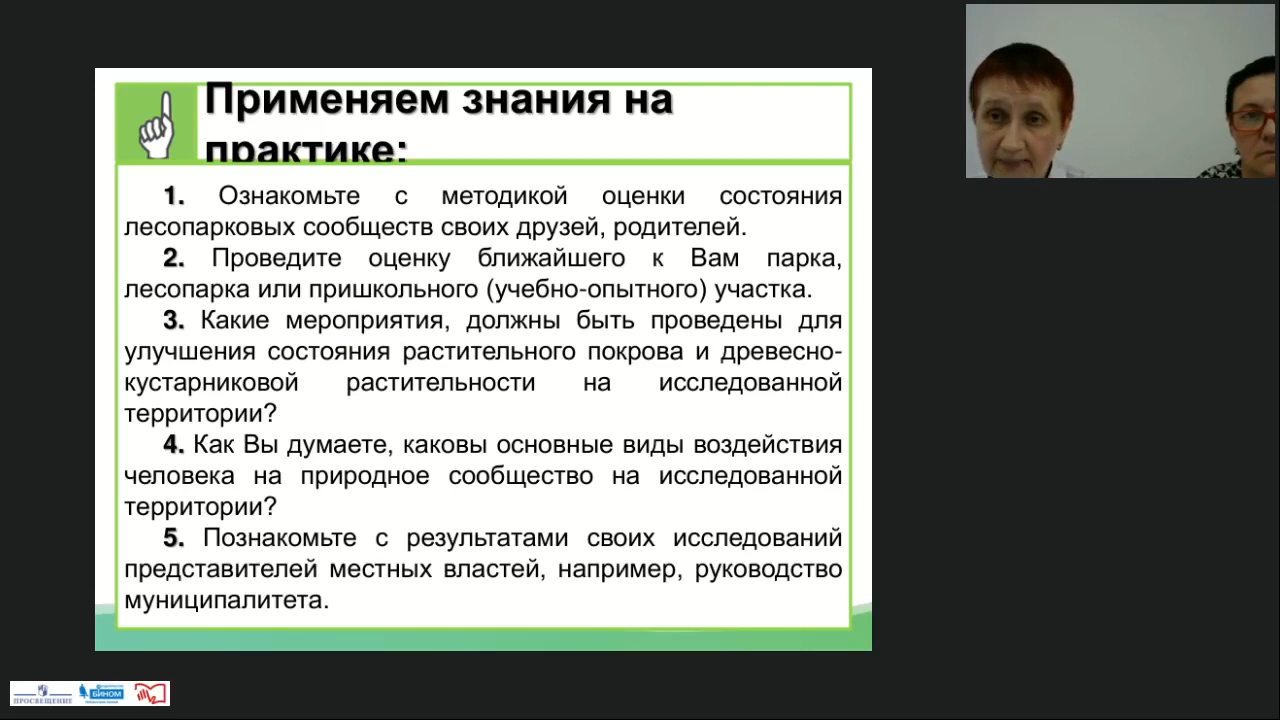 Применяем знания на
практике:
1. Ознакомьте с методикой оценки состояния
лесопарковых сообществ своих друзей, родителей.
2. Проведите оценку ближайшего к Вам парка,
лесопарка или пришкольного (учебно-опытного) участка.
3. Какие мероприятия, должны быть проведены для
улучшения состояния растительного покрова и древесно-
кустарниковой растительности на исследованной
территории?
4. Как Вы думаете, каковы основные виды воздействия
человека на природное сообщество на исследованной
территории?
5. Познакомьте с результатами своих исследований
представителей местных властей, например, руководство
муниципалитета.
ПРОСВЕЩЕНИЕ
БИНОМ